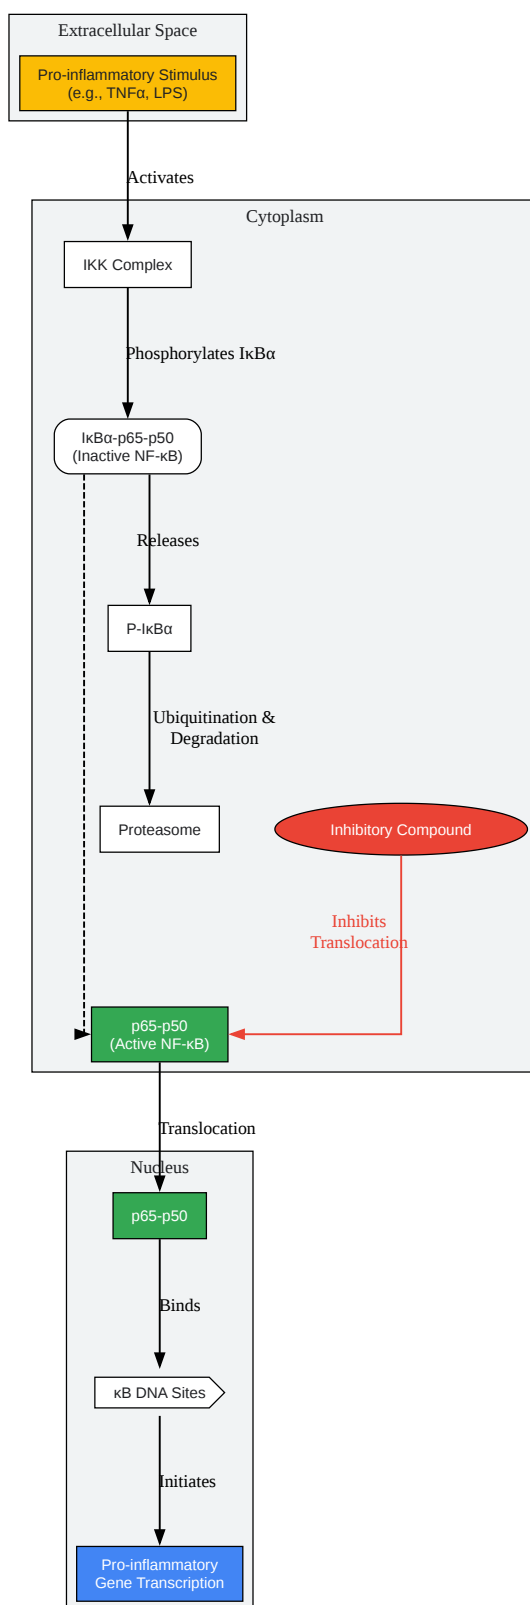 Extracellular Space
Pro-inflammatory Stimulus
(e.g., TNFα, LPS)
Activates
Cytoplasm
IKK Complex
Phosphorylates IκBα
IκBα-p65-p50
(Inactive NF-κB)
Releases
P-IκBα
Ubiquitination &
Degradation
Proteasome
Inhibitory Compound
Inhibits
Translocation
p65-p50
(Active NF-κB)
Translocation
Nucleus
p65-p50
Binds
κB DNA Sites
Initiates
Pro-inflammatory
Gene Transcription